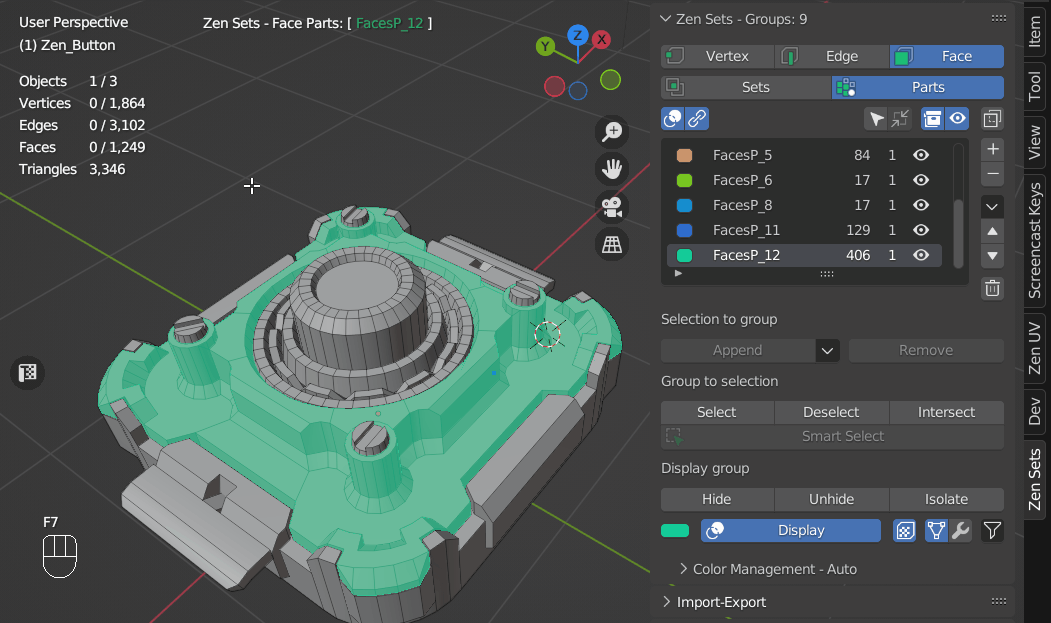 User Perspective
(1) Zen_Button
Objects 1 / 3
Vertices 0 / 1,864
Edges 0 / 3,102
Faces 0 / 1,249
Triangles 3,346
Zen Sets - Face Parts: [ FacesP_12 ]
Z
Y
X
F7
Zen Sets - Groups: 9
Vertex Edge Face
Sets Parts
FacesP_5 84 1
FacesP_6 17 1
FacesP_8 17 1
FacesP_11 129 1
FacesP_12 406 1
Selection to group
Append Remove
Group to selection
Select Deselect Intersect
Smart Select
Display group
Hide Unhide Isolate
Display
Color Management - Auto
Import-Export
Item
Tool
View
Screencast Keys
Zen UV
Dev
Zen Sets